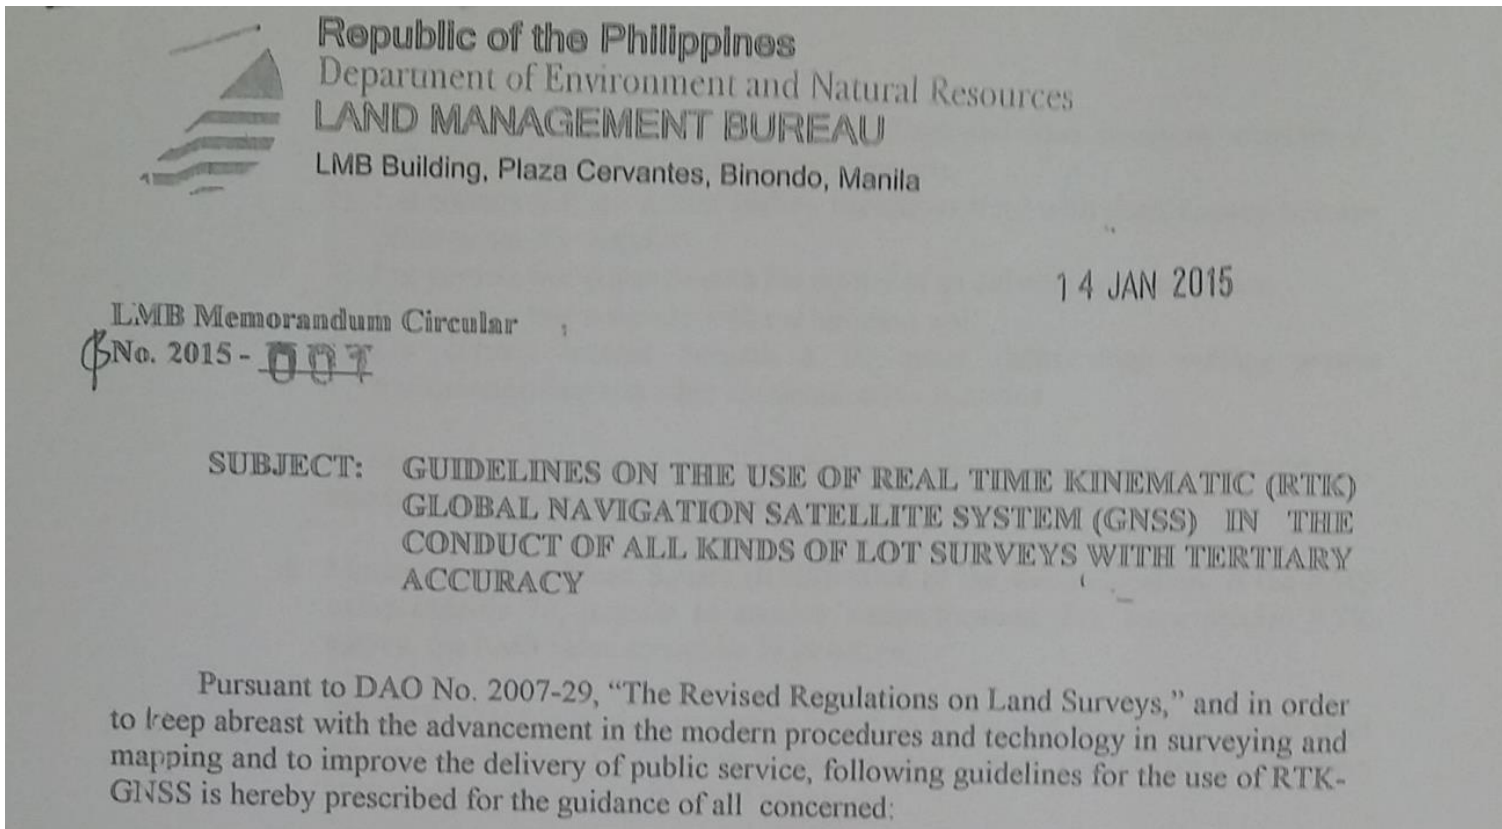 Republic of the Philippines
Department of Environment and Natural Resources
LAND MANAGEMENT BUREAU
LMB Building, Plaza Cervantes, Binondo, Manila
14 JAN 2015
LMB Memorandum Circular
No. 2015 - 007
SUBJECT: GUIDELINES ON THE USE OF REAL TIME KINEMATIC (RTK)
GLOBAL NAVIGATION SATELLITE SYSTEM (GNSS) IN THE
CONDUCT OF ALL KINDS OF LOT SURVEYS WITH TERTIARY
ACCURACY
Pursuant to DAO No. 2007-29, “The Revised Regulations on Land Surveys,” and in order
to keep abreast with the advancement in the modern procedures and technology in surveying and
mapping and to improve the delivery of public service, following guidelines for the use of RTK-
GNSS is hereby prescribed for the guidance of all concerned: